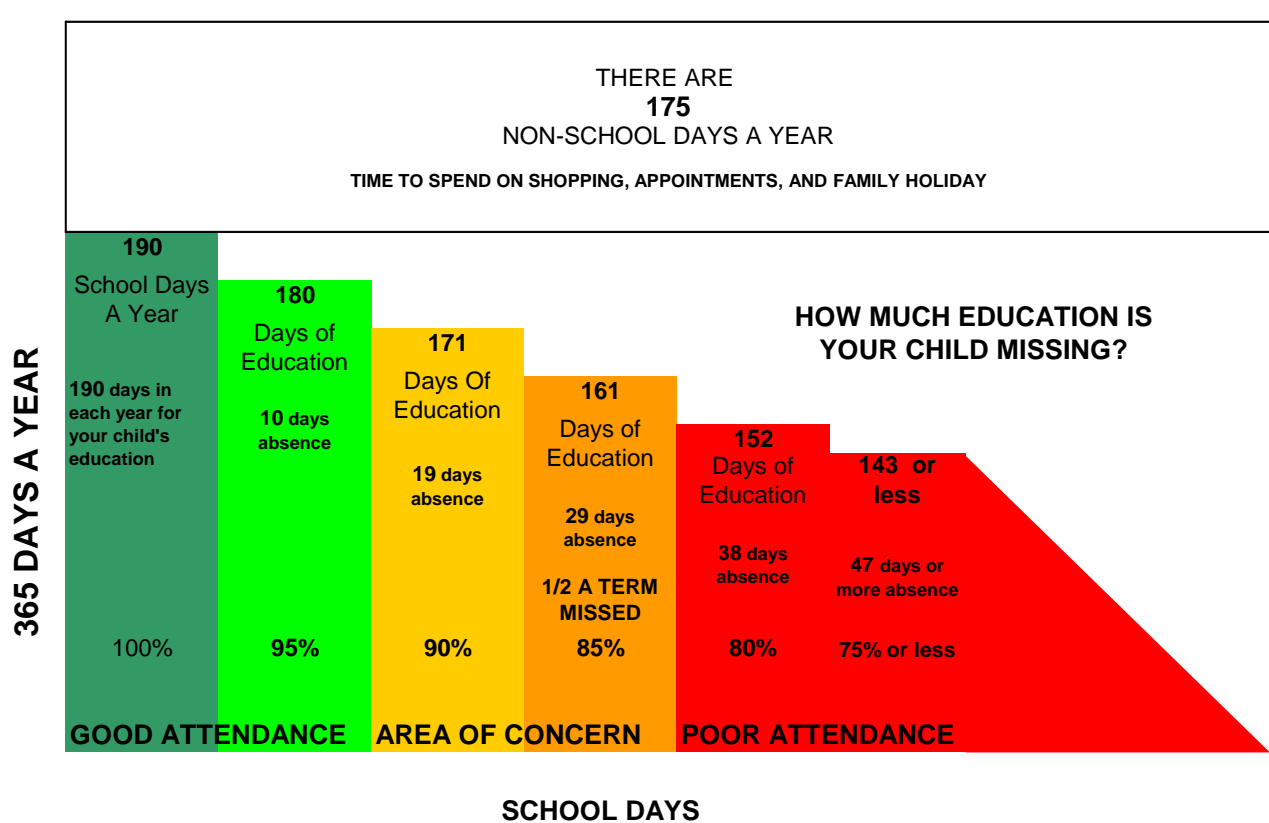 THERE ARE
175
NON-SCHOOL DAYS A YEAR
TIME TO SPEND ON SHOPPING, APPOINTMENTS, AND FAMILY HOLIDAY
365 DAYS A YEAR
HOW MUCH EDUCATION IS
YOUR CHILD MISSING?
190
School Days
A Year
190 days in
each year for
your child's
education
100%
180
Days of
Education
10 days
absence
95%
171
Days Of
Education
19 days
absence
90%
161
Days of
Education
29 days
absence
1/2 A TERM
MISSED
85%
152
Days of
Education
38 days
absence
80%
143 or
less
47 days or
more absence
75% or less
GOOD ATTENDANCE
AREA OF CONCERN
POOR ATTENDANCE
SCHOOL DAYS